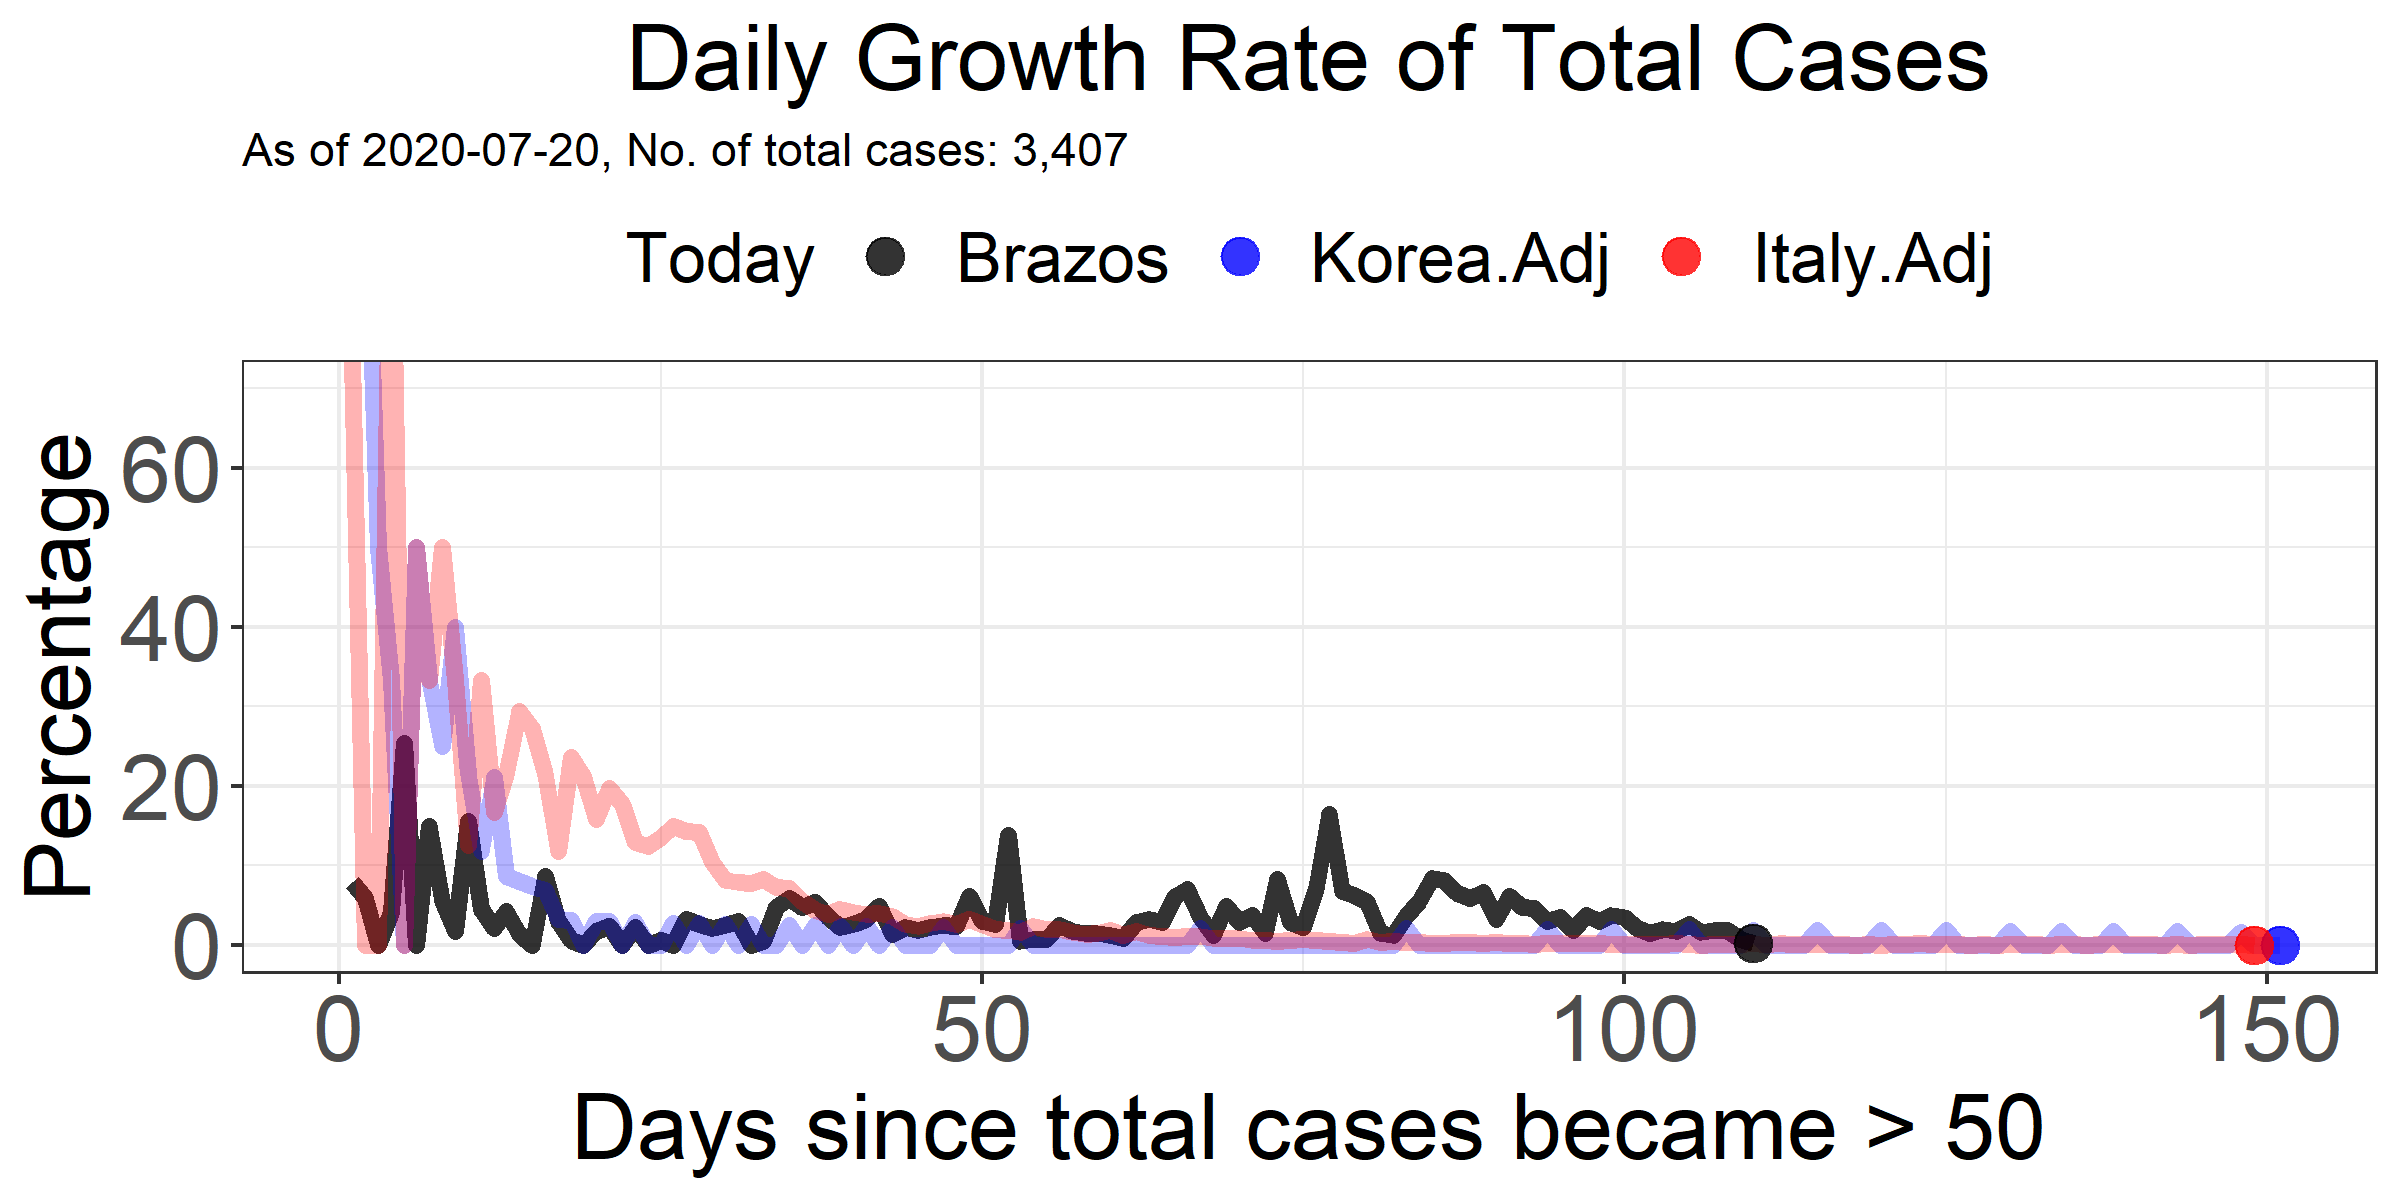 Daily Growth Rate of Total Cases
As of 2020-07-20, No. of total cases: 3,407
Today Brazos Korea.Adj Italy.Adj
Percentage
60
40
20
0
0 50 100 150
Days since total cases became > 50